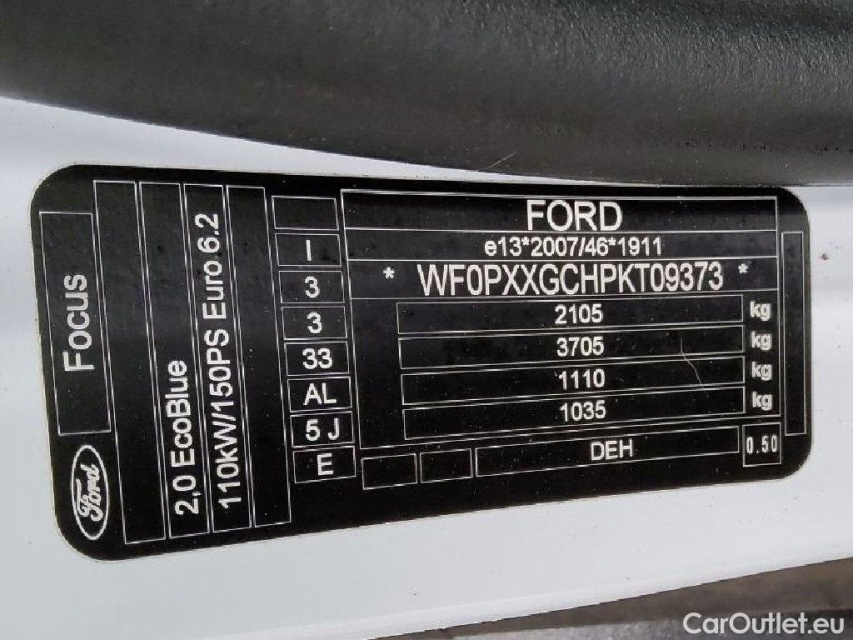 FORD
e13*2007/46*1911
* WF0PXXGCHPKT09373 *
2105 kg
3705 kg
1110 kg
1035 kg
DEH
0.50
I
3
3
33
AL
5 J
E
Focus
2,0 EcoBlue
110kW/150PS Euro 6.2
Ford
CarOutlet.eu